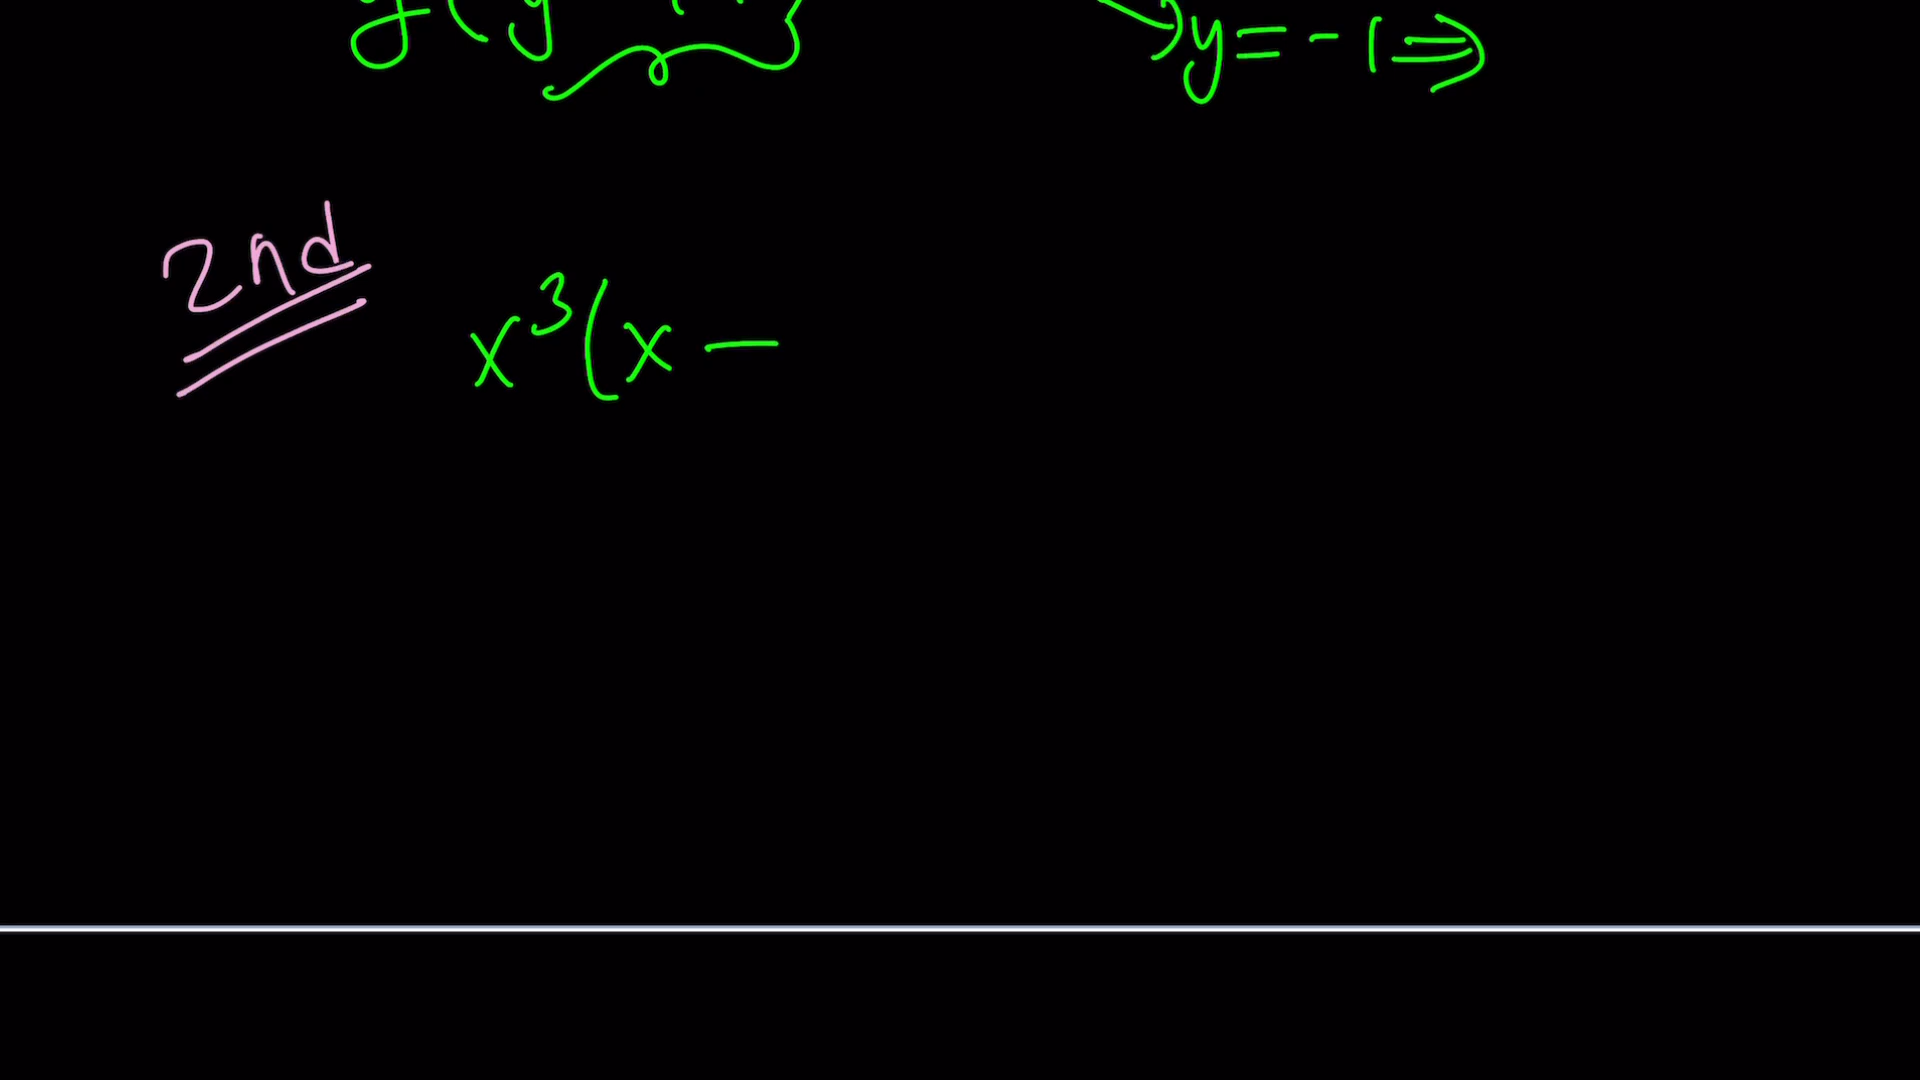 y = -1 ⇒
2nd
x³(x —